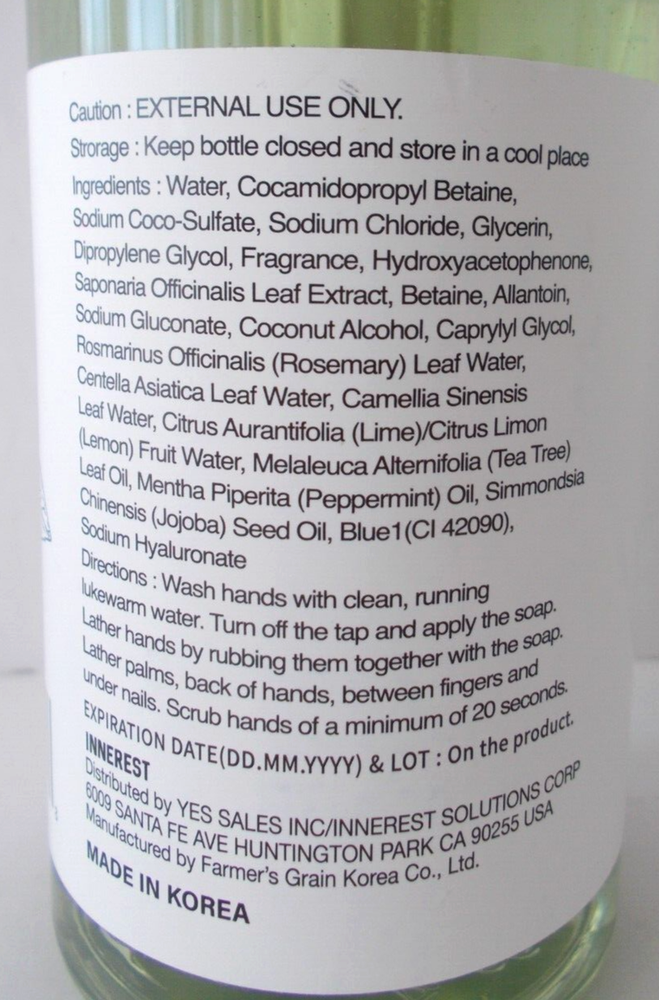 Caution : EXTERNAL USE ONLY.
Strorage : Keep bottle closed and store in a cool place
Ingredients : Water, Cocamidopropyl Betaine,
Sodium Coco-Sulfate, Sodium Chloride, Glycerin,
Dipropylene Glycol, Fragrance, Hydroxyacetophenone,
Saponaria Officinalis Leaf Extract, Betaine, Allantoin,
Sodium Gluconate, Coconut Alcohol, Caprylyl Glycol,
Rosmarinus Officinalis (Rosemary) Leaf Water,
Centella Asiatica Leaf Water, Camellia Sinensis
Leaf Water, Citrus Aurantifolia (Lime)/Citrus Limon
(Lemon) Fruit Water, Melaleuca Alternifolia (Tea Tree)
Leaf Oil, Mentha Piperita (Peppermint) Oil, Simmondsia
Chinensis (Jojoba) Seed Oil, Blue1(CI 42090),
Sodium Hyaluronate
Directions : Wash hands with clean, running
lukewarm water. Turn off the tap and apply the soap.
Lather hands by rubbing them together with the soap.
Lather palms, back of hands, between fingers and
under nails. Scrub hands of a minimum of 20 seconds.
EXPIRATION DATE(DD.MM.YYYY) & LOT : On the product.
INNEREST
Distributed by YES SALES INC/INNEREST SOLUTIONS CORP
6009 SANTA FE AVE HUNTINGTON PARK CA 90255 USA
Manufactured by Farmer's Grain Korea Co., Ltd.
MADE IN KOREA